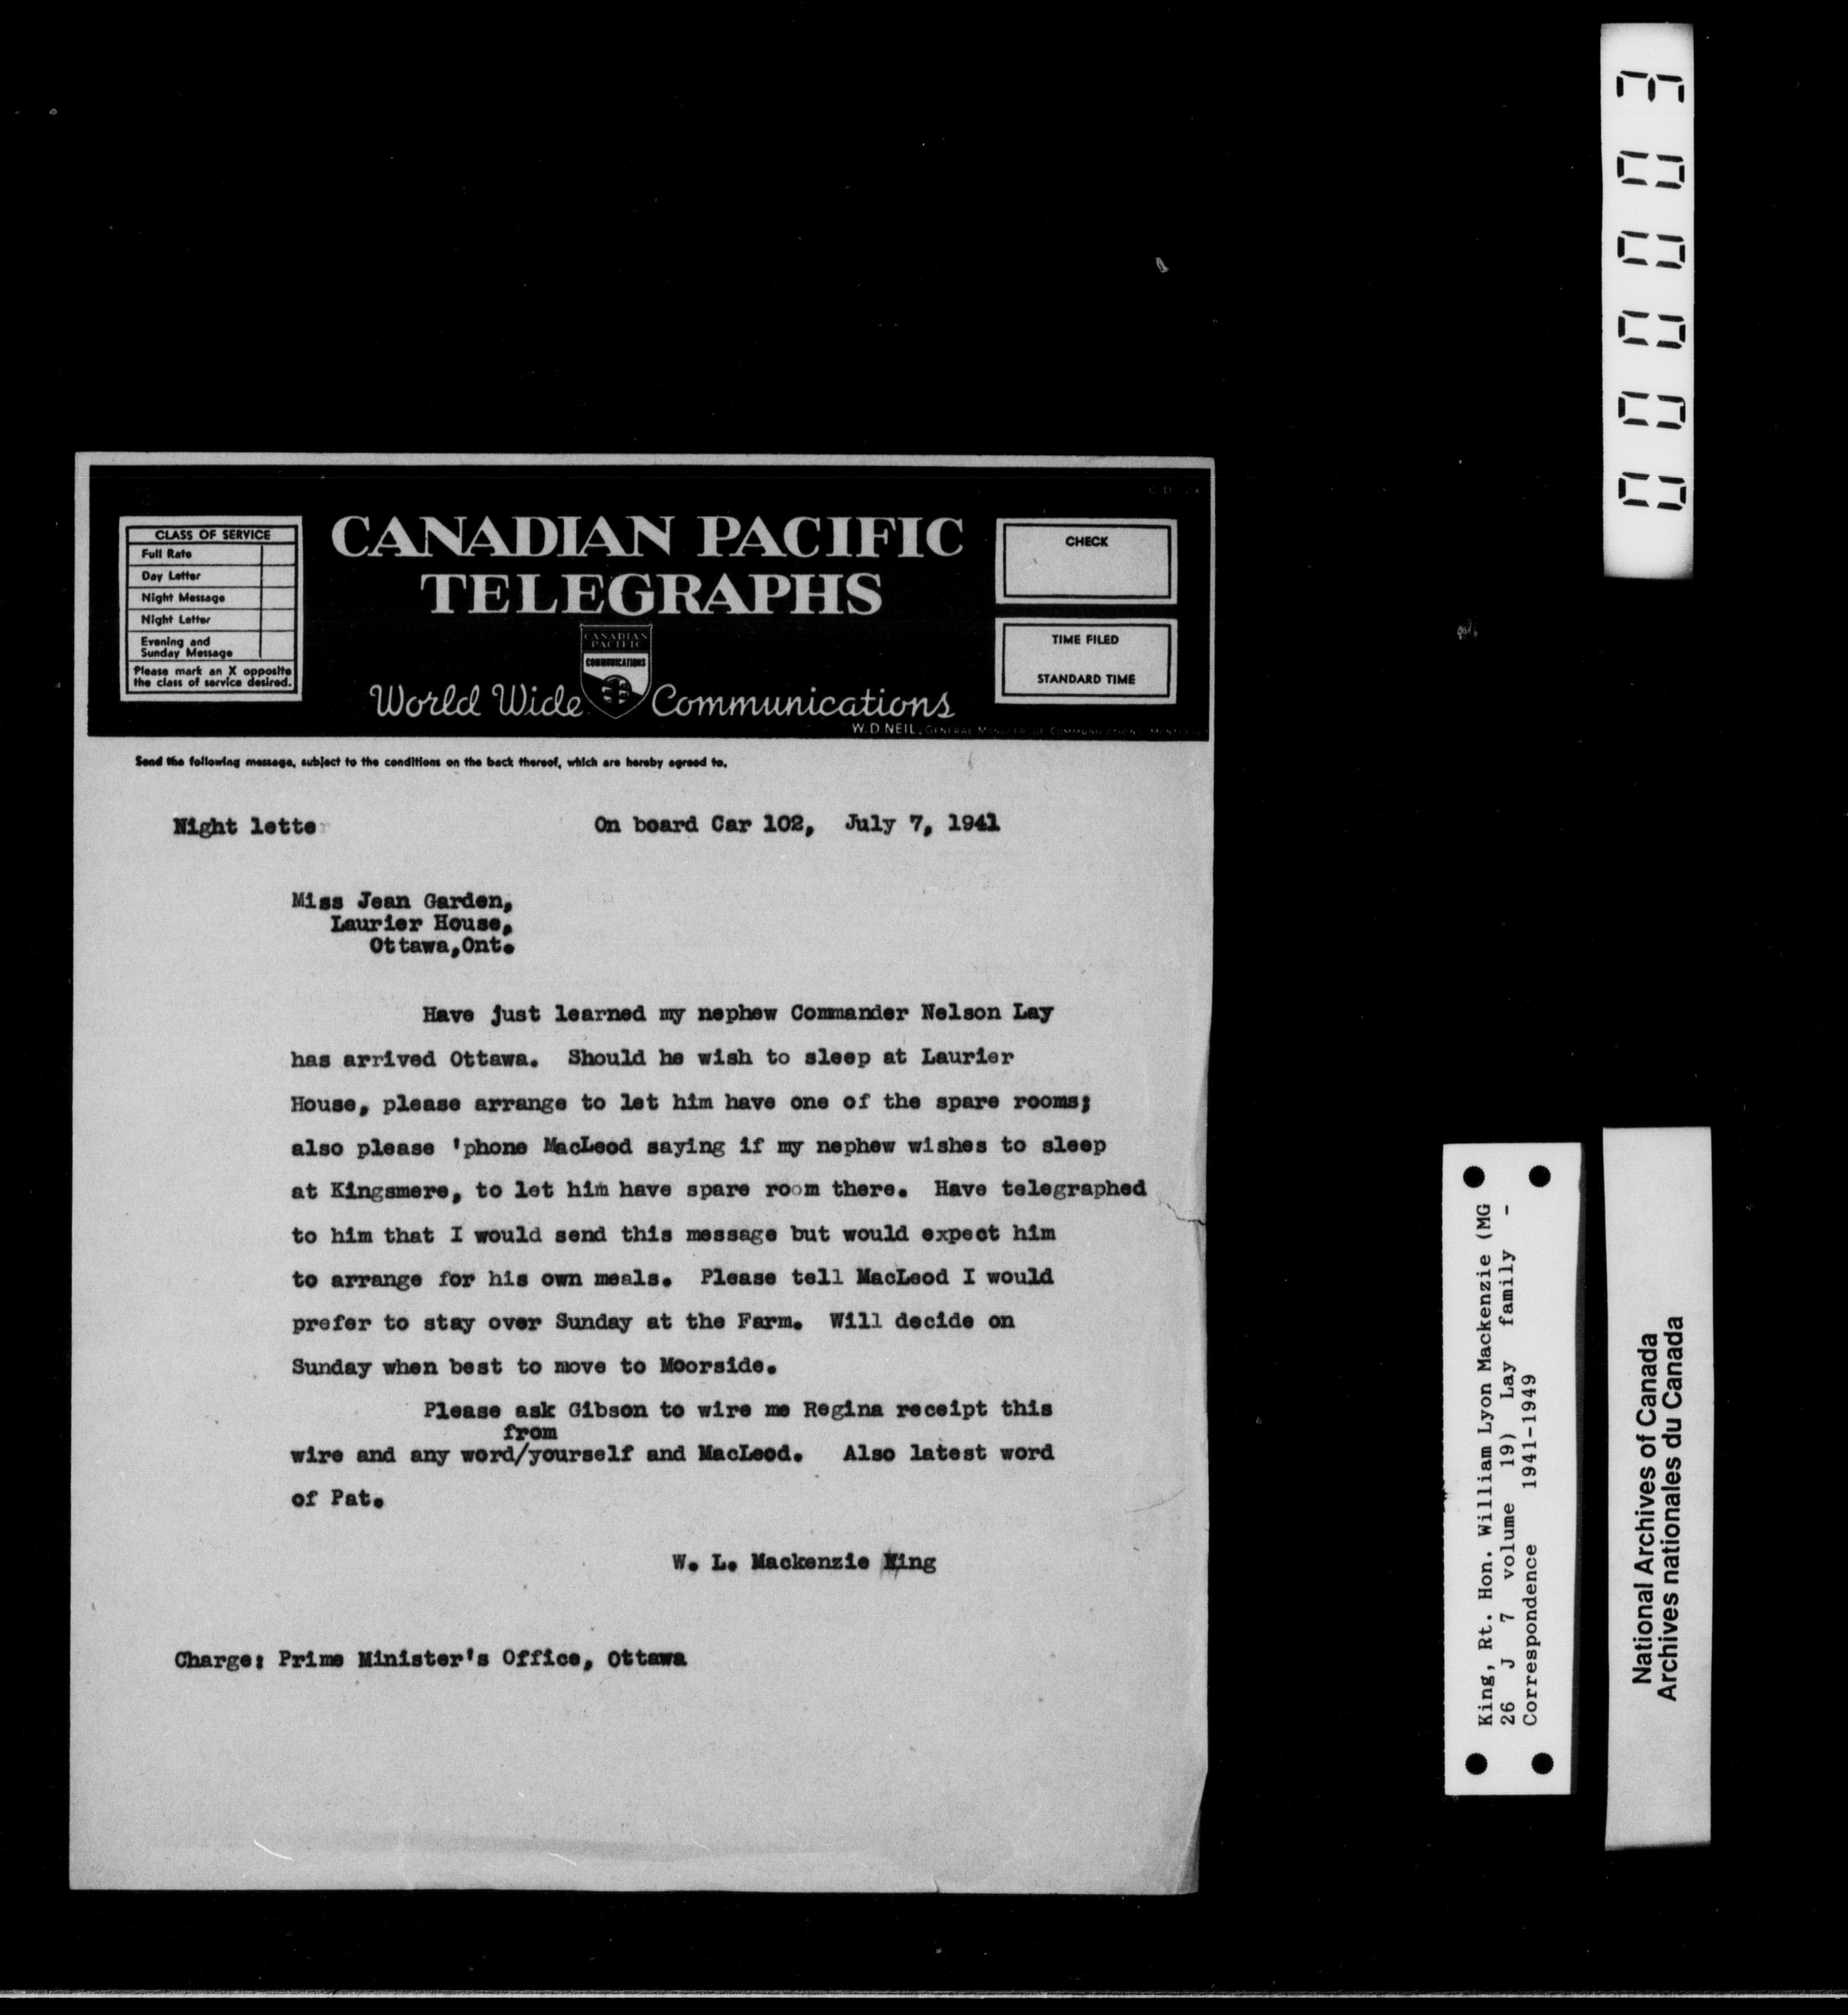 CLASS OF SERVICE
Full Rate
Day Letter
Night Message
Night Letter
Evening and
Sunday Message
Please mark an X opposite
the class of service desired.
CANADIAN PACIFIC
TELEGRAPHS
CANADIAN
PACIFIC
COMMUNICATIONS
World Wide Communications
CHECK
TIME FILED
STANDARD TIME
W. D. NEIL, GENERAL MANAGER OF COMMUNICATIONS,
Send the following message, subject to the conditions on the back thereof, which are hereby agreed to.
Night letter
On board Car 102, July 7, 1941
Miss Jean Garden,
Laurier House,
Ottawa,Ont.
Have just learned my nephew Commander Nelson Lay
has arrived Ottawa. Should he wish to sleep at Laurier
House, please arrange to let him have one of the spare rooms;
also please 'phone MacLeod saying if my nephew wishes to sleep
at Kingsmere, to let him have spare room there. Have telegraphed
to him that I would send this message but would expect him
to arrange for his own meals. Please tell MacLeod I would
prefer to stay over Sunday at the Farm. Will decide on
Sunday when best to move to Moorside.
Please ask Gibson to wire me Regina receipt this
from
wire and any word/yourself and MacLeod. Also latest word
of Pat.
W. L. Mackenzie King
Charge: Prime Minister's Office, Ottawa
000003
King, Rt. Hon. William Lyon Mackenzie (MG
26 J 7 volume 19) Lay family -
Correspondence 1941-1949
National Archives of Canada
Archives nationales du Canada